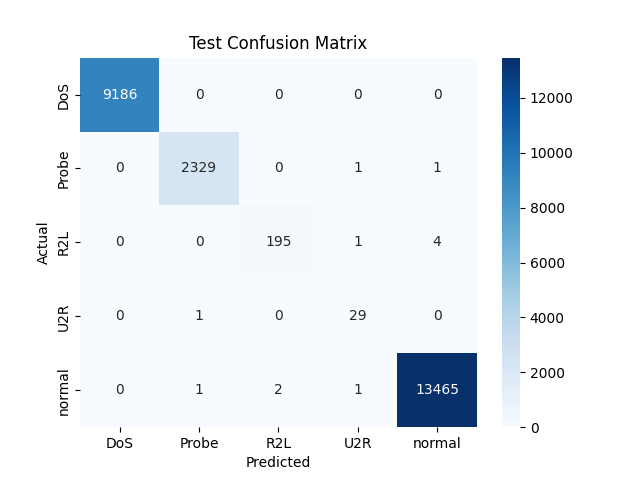 Test Confusion Matrix
DoS 9186 0 0 0 0
Probe 0 2329 0 1 1
R2L 0 0 195 1 4
U2R 0 1 0 29 0
normal 0 1 2 1 13465
DoS Probe R2L U2R normal
Predicted
Actual
12000
10000
8000
6000
4000
2000
0